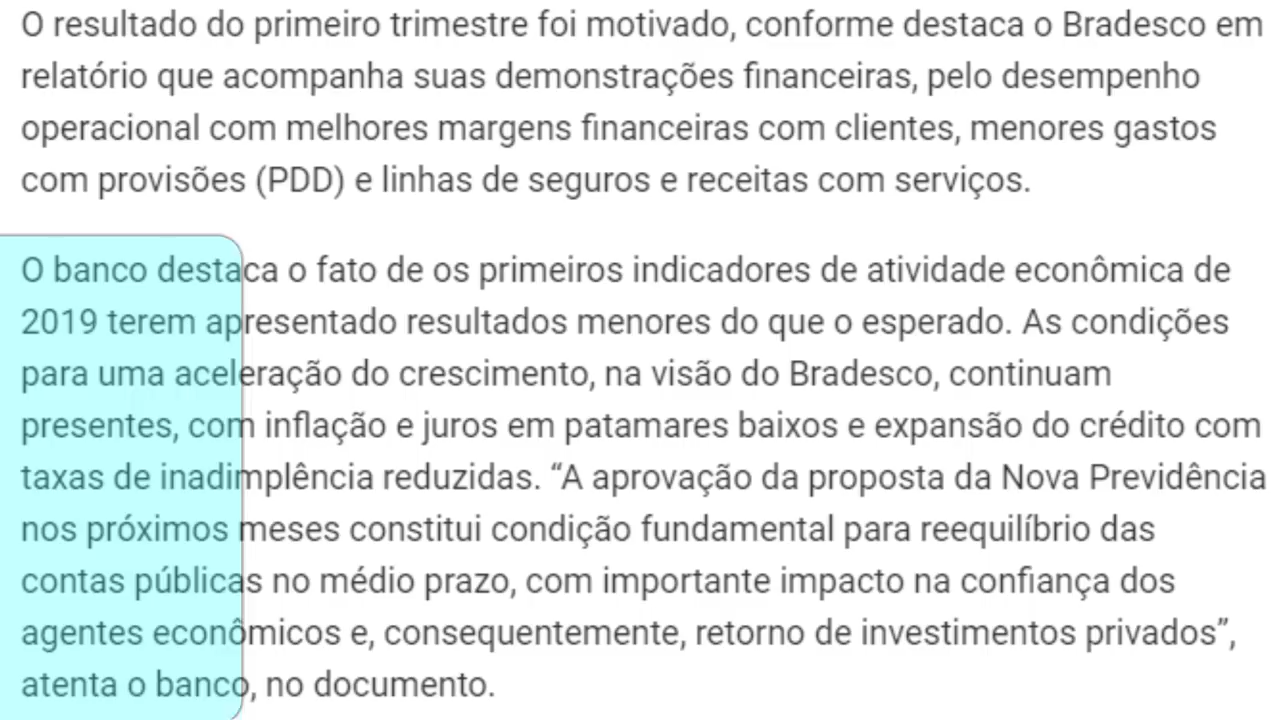 O resultado do primeiro trimestre foi motivado, conforme destaca o Bradesco em
relatório que acompanha suas demonstrações financeiras, pelo desempenho
operacional com melhores margens financeiras com clientes, menores gastos
com provisões (PDD) e linhas de seguros e receitas com serviços.
O banco destaca o fato de os primeiros indicadores de atividade econômica de
2019 terem apresentado resultados menores do que o esperado. As condições
para uma aceleração do crescimento, na visão do Bradesco, continuam
presentes, com inflação e juros em patamares baixos e expansão do crédito com
taxas de inadimplência reduzidas. “A aprovação da proposta da Nova Previdência
nos próximos meses constitui condição fundamental para reequilíbrio das
contas públicas no médio prazo, com importante impacto na confiança dos
agentes econômicos e, consequentemente, retorno de investimentos privados”,
atenta o banco, no documento.